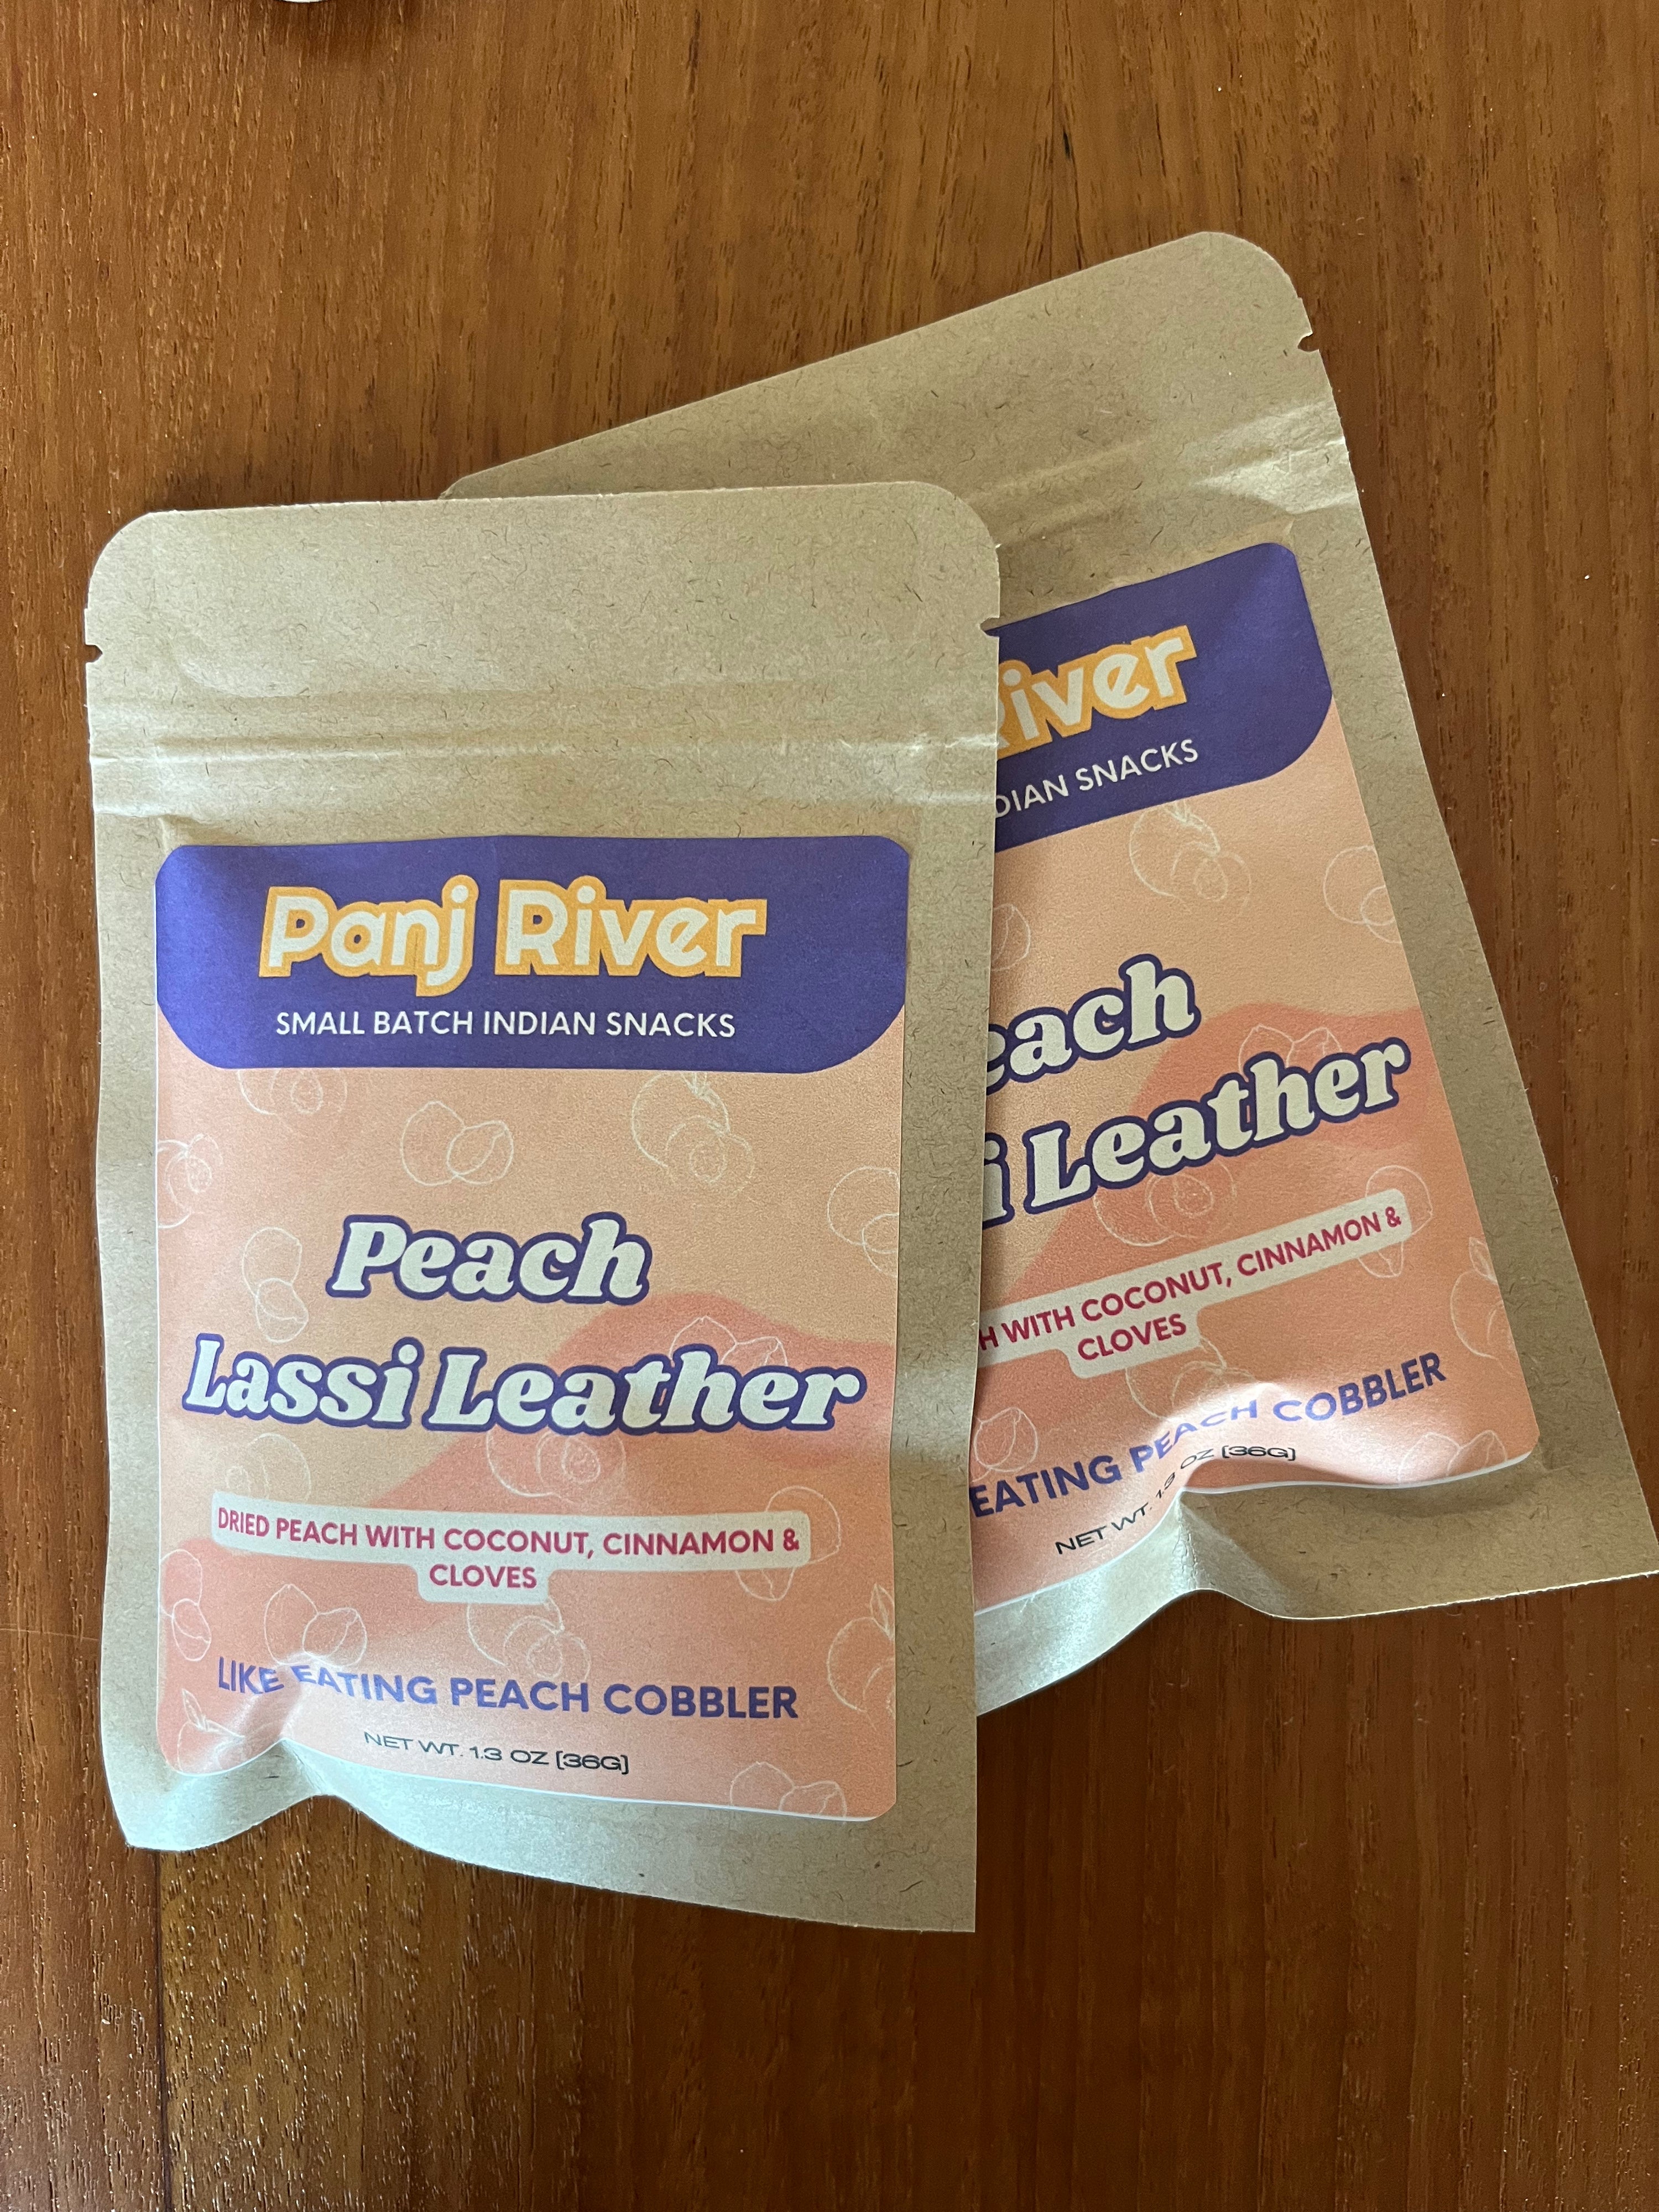 Panj River
SMALL BATCH INDIAN SNACKS
Peach
Lassi Leather
DRIED PEACH WITH COCONUT, CINNAMON &
CLOVES
LIKE EATING PEACH COBBLER
NET WT. 1.3 OZ (36G)
River
DIAN SNACKS
each
i Leather
H WITH COCONUT, CINNAMON &
CLOVES
EATING PEACH COBBLER
NET WT. 1.3 OZ (36G)